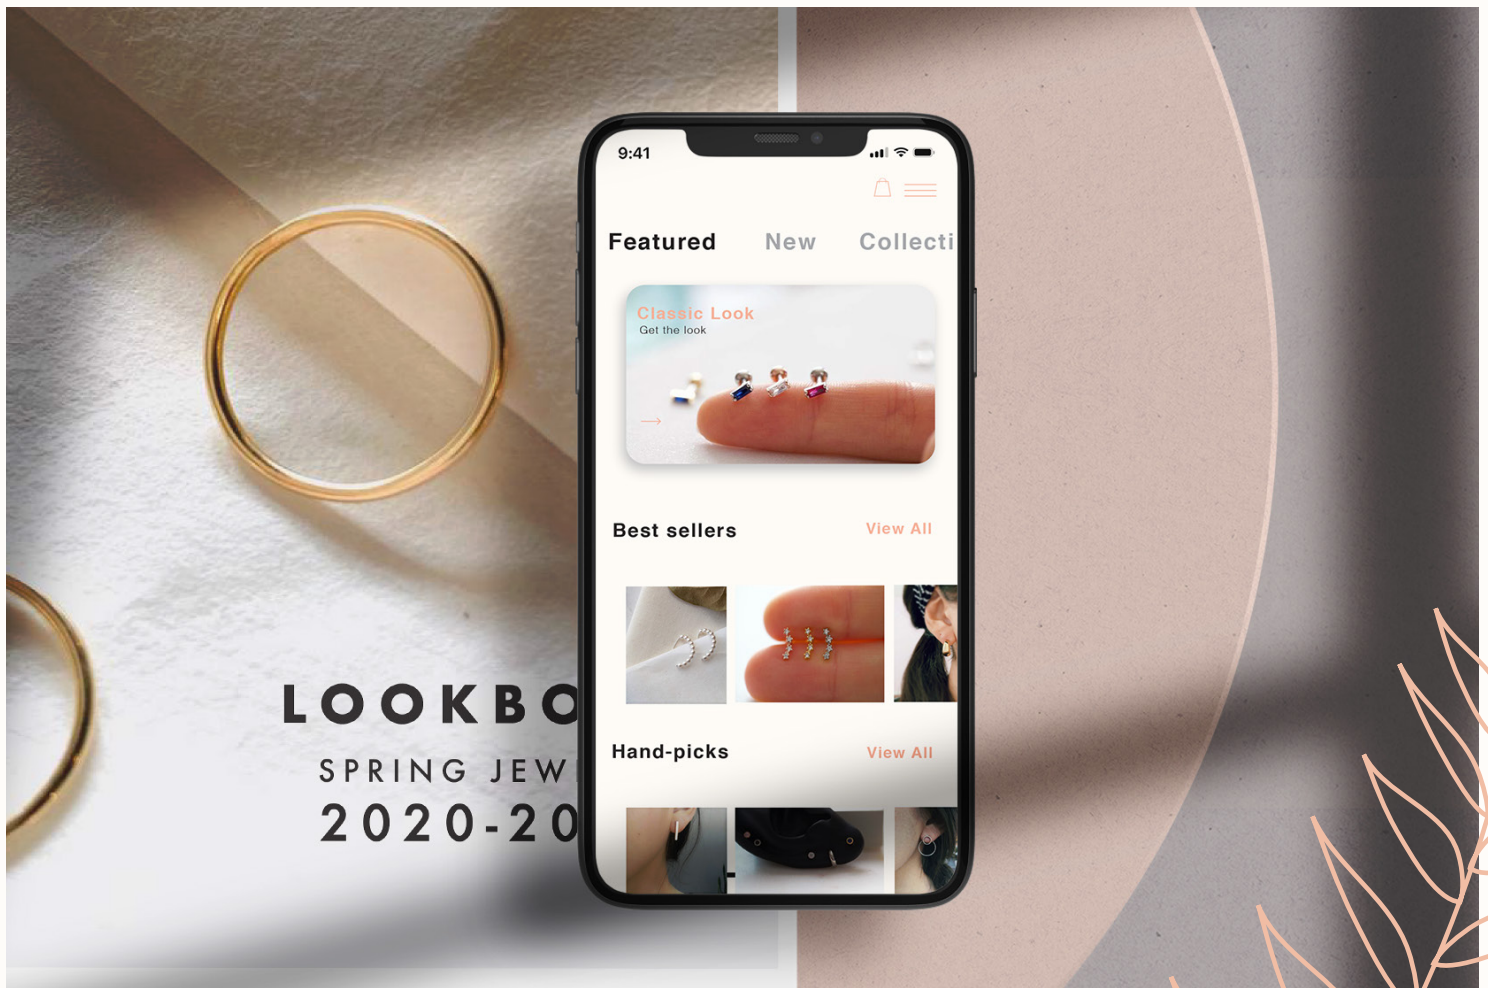 9:41
Featured New Collecti
Classic Look
Get the look
Best sellers View All
Hand-picks View All
LOOKBO
SPRING JEW
2020-20